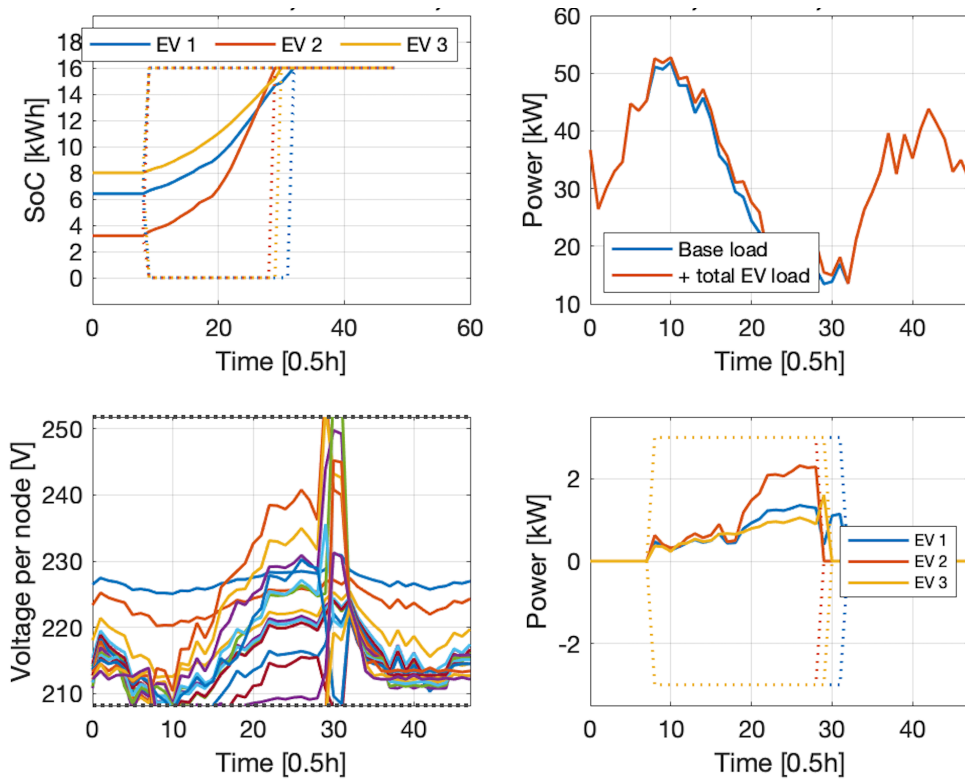 EV 1 EV 2 EV 3
18
16
14
12
10
8
6
4
2
0
SoC [kWh]
0 20 40 60
Time [0.5h]
60
50
40
30
20
10
Power [kW]
Base load
+ total EV load
0 10 20 30 40
Time [0.5h]
250
240
230
220
210
Voltage per node [V]
0 10 20 30 40
Time [0.5h]
2
0
-2
Power [kW]
EV 1
EV 2
EV 3
0 10 20 30 40
Time [0.5h]